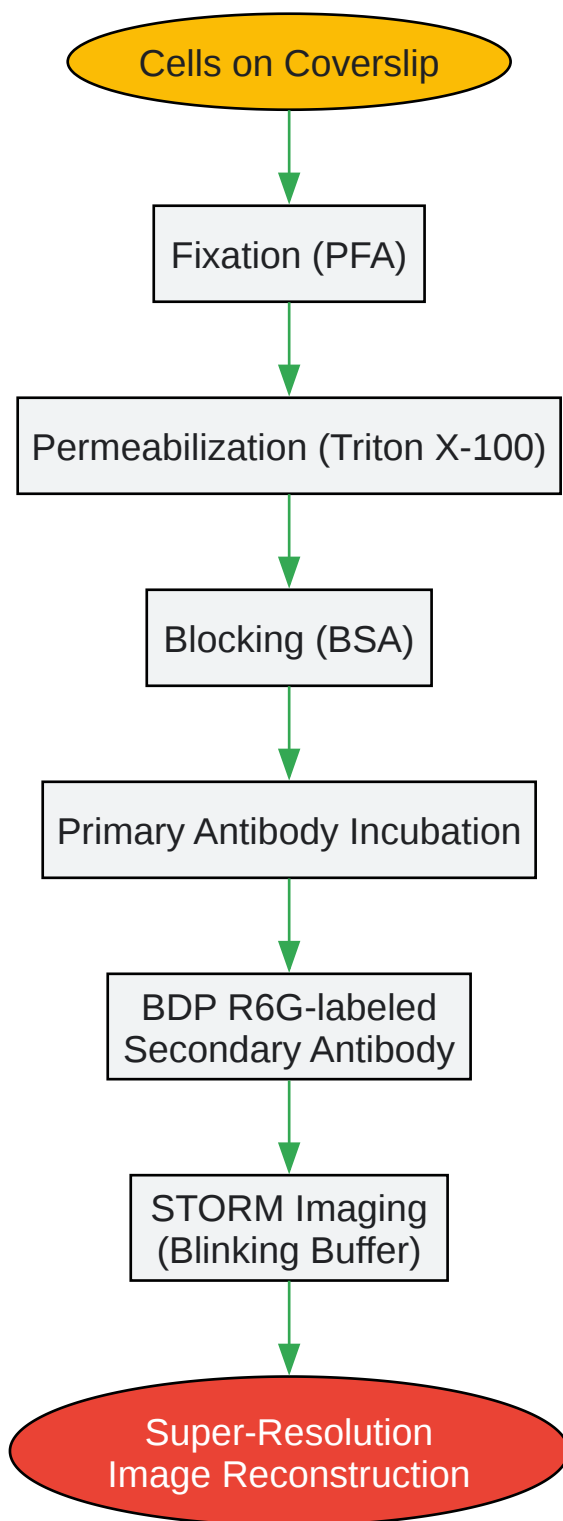 Cells on Coverslip
Fixation (PFA)
Permeabilization (Triton X-100)
Blocking (BSA)
Primary Antibody Incubation
BDP R6G-labeled
Secondary Antibody
STORM Imaging
(Blinking Buffer)
Super-Resolution
Image Reconstruction